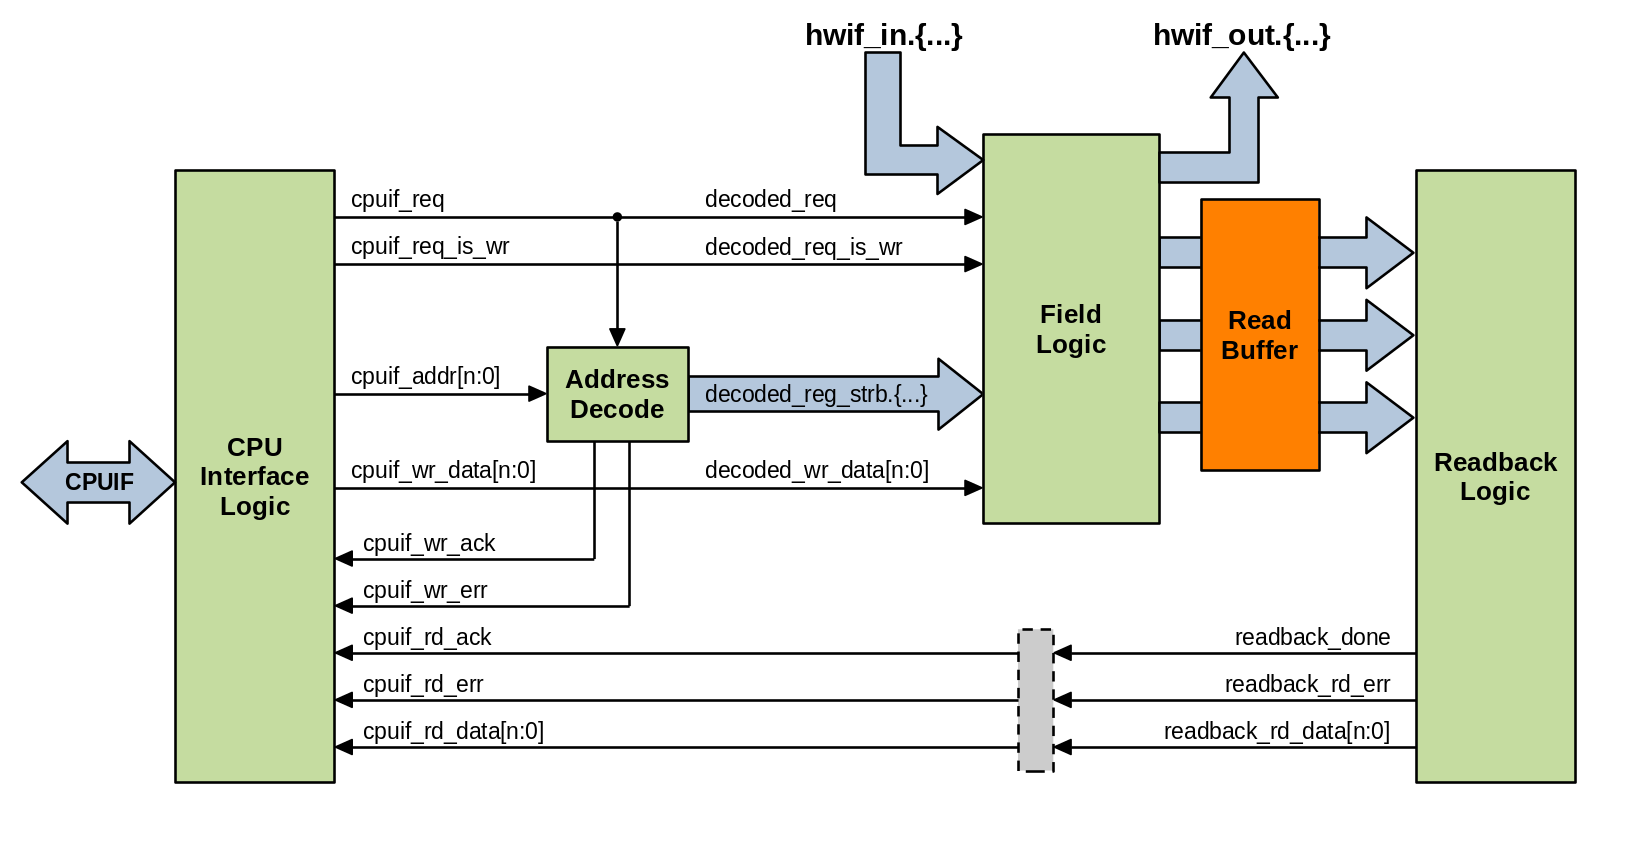 hwif_in.{...}
hwif_out.{...}
cpuif_req
decoded_req
cpuif_req_is_wr
decoded_req_is_wr
Field
Logic
Read
Buffer
cpuif_addr[n:0]
Address
Decode
decoded_reg_strb.{...}
CPUIF
CPU
Interface
Logic
cpuif_wr_data[n:0]
decoded_wr_data[n:0]
Readback
Logic
cpuif_wr_ack
cpuif_wr_err
cpuif_rd_ack
readback_done
cpuif_rd_err
readback_rd_err
cpuif_rd_data[n:0]
readback_rd_data[n:0]